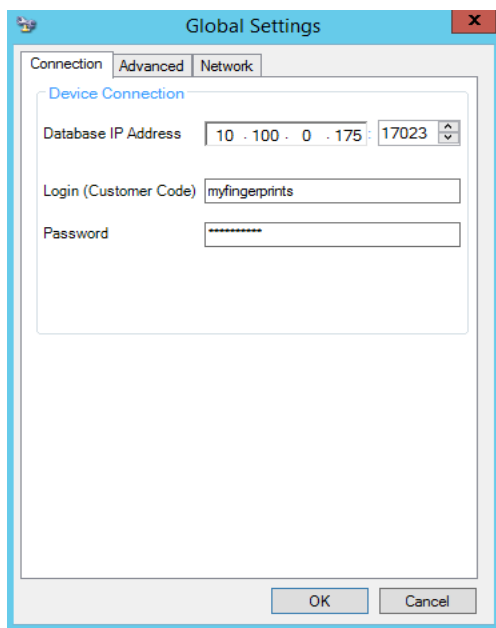 Global Settings
x
Connection Advanced Network
Device Connection
Database IP Address 10 . 100 . 0 . 175 : 17023
Login (Customer Code) myfingerprints
Password **********
OK Cancel